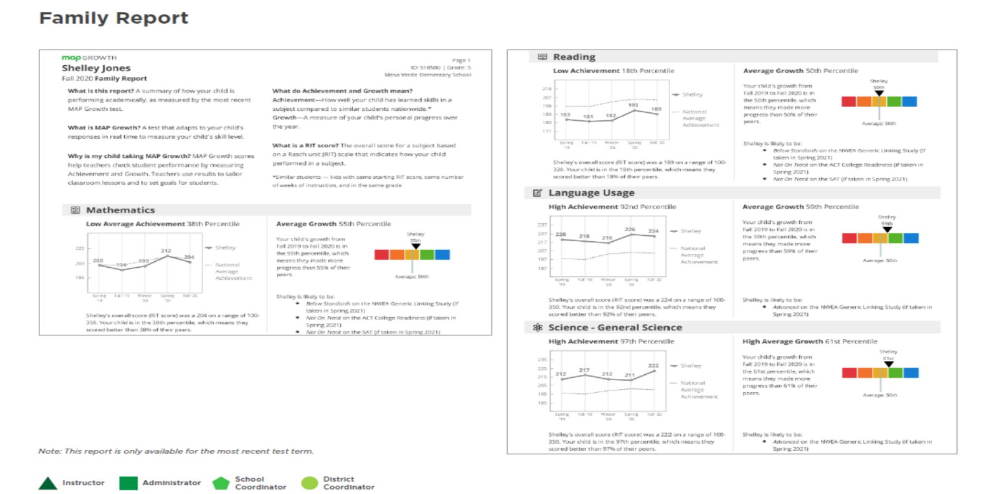 Family Report
map GROWTH
Shelley Jones
Fall 2020 Family Report
Page 1
ID: S10580 | Grade: 5
Mesa Verde Elementary School
What is this report? A summary of how your child is
performing academically, as measured by the most recent
MAP Growth test.
What is MAP Growth? A test that adapts to your child's
responses in real time to measure your child's skill level.
Why is my child taking MAP Growth? MAP Growth scores
help teachers check student performance by measuring
Achievement and Growth. Teachers use results to tailor
classroom lessons and to set goals for students.
What do Achievement and Growth mean?
Achievement—How well your child has learned skills in a
subject compared to similar students nationwide.*
Growth—A measure of your child's personal progress over
the year.
What is a RIT score? The overall score for a subject based
on a Rasch unit (RIT) scale that indicates how your child
performed in a subject.
*Similar students — kids with same starting RIT score, same number
of weeks of instruction, and in the same grade
Mathematics
Low Average Achievement 38th Percentile
222
203
184
200
194
199
212
204
Spring '19
Fall '19
Winter '20
Spring '20
Fall '20
Shelley
National
Average
Achievement
Shelley's overall score (RIT score) was a 204 on a range of 100-
350. Your child is in the 38th percentile, which means they
scored better than 38% of their peers.
Average Growth 55th Percentile
Your child's growth from
Fall 2019 to Fall 2020 is in
the 55th percentile, which
means they made more
progress than 55% of their
peers.
Shelley
55th
Average: 50th
Shelley is likely to be:
• Below Standards on the NWEA Generic Linking Study (if
taken in Spring 2021)
• Not On Track on the ACT College Readiness (if taken in
Spring 2021)
• Not On Track on the SAT (if taken in Spring 2021)
Reading
Low Achievement 18th Percentile
216
207
198
189
180
171
183
181
182
193
189
Spring '19
Fall '19
Winter '20
Spring '20
Fall '20
Shelley
National
Average
Achievement
Shelley's overall score (RIT score) was a 189 on a range of 100-
320. Your child is in the 18th percentile, which means they
scored better than 18% of their peers.
Average Growth 50th Percentile
Your child's growth from
Fall 2019 to Fall 2020 is in
the 50th percentile, which
means they made more
progress than 50% of their
peers.
Shelley
50th
Average: 50th
Shelley is likely to be:
• Below Standards on the NWEA Generic Linking Study (if
taken in Spring 2021)
• Not On Track on the ACT College Readiness (if taken in
Spring 2021)
• Not On Track on the SAT (if taken in Spring 2021)
Language Usage
High Achievement 92nd Percentile
237
227
217
207
197
187
220
218
216
226
224
Spring '19
Fall '19
Winter '20
Spring '20
Fall '20
Shelley
National
Average
Achievement
Shelley's overall score (RIT score) was a 224 on a range of 100-
350. Your child is in the 92nd percentile, which means they
scored better than 92% of their peers.
Average Growth 59th Percentile
Your child's growth from
Fall 2019 to Fall 2020 is in
the 59th percentile, which
means they made more
progress than 59% of their
peers.
Shelley
59th
Average: 50th
Shelley is likely to be:
• Advanced on the NWEA Generic Linking Study (if taken in
Spring 2021)
Science - General Science
High Achievement 97th Percentile
235
225
215
205
195
185
212
217
212
211
222
Spring '19
Fall '19
Winter '20
Spring '20
Fall '20
Shelley
National
Average
Achievement
Shelley's overall score (RIT score) was a 222 on a range of 100-
350. Your child is in the 97th percentile, which means they
scored better than 97% of their peers.
High Average Growth 61st Percentile
Your child's growth from
Fall 2019 to Fall 2020 is in
the 61st percentile, which
means they made more
progress than 61% of their
peers.
Shelley
61st
Average: 50th
Shelley is likely to be:
• Advanced on the NWEA Generic Linking Study (if taken in
Spring 2021)
Note: This report is only available for the most recent test term.
Instructor
Administrator
School
Coordinator
District
Coordinator